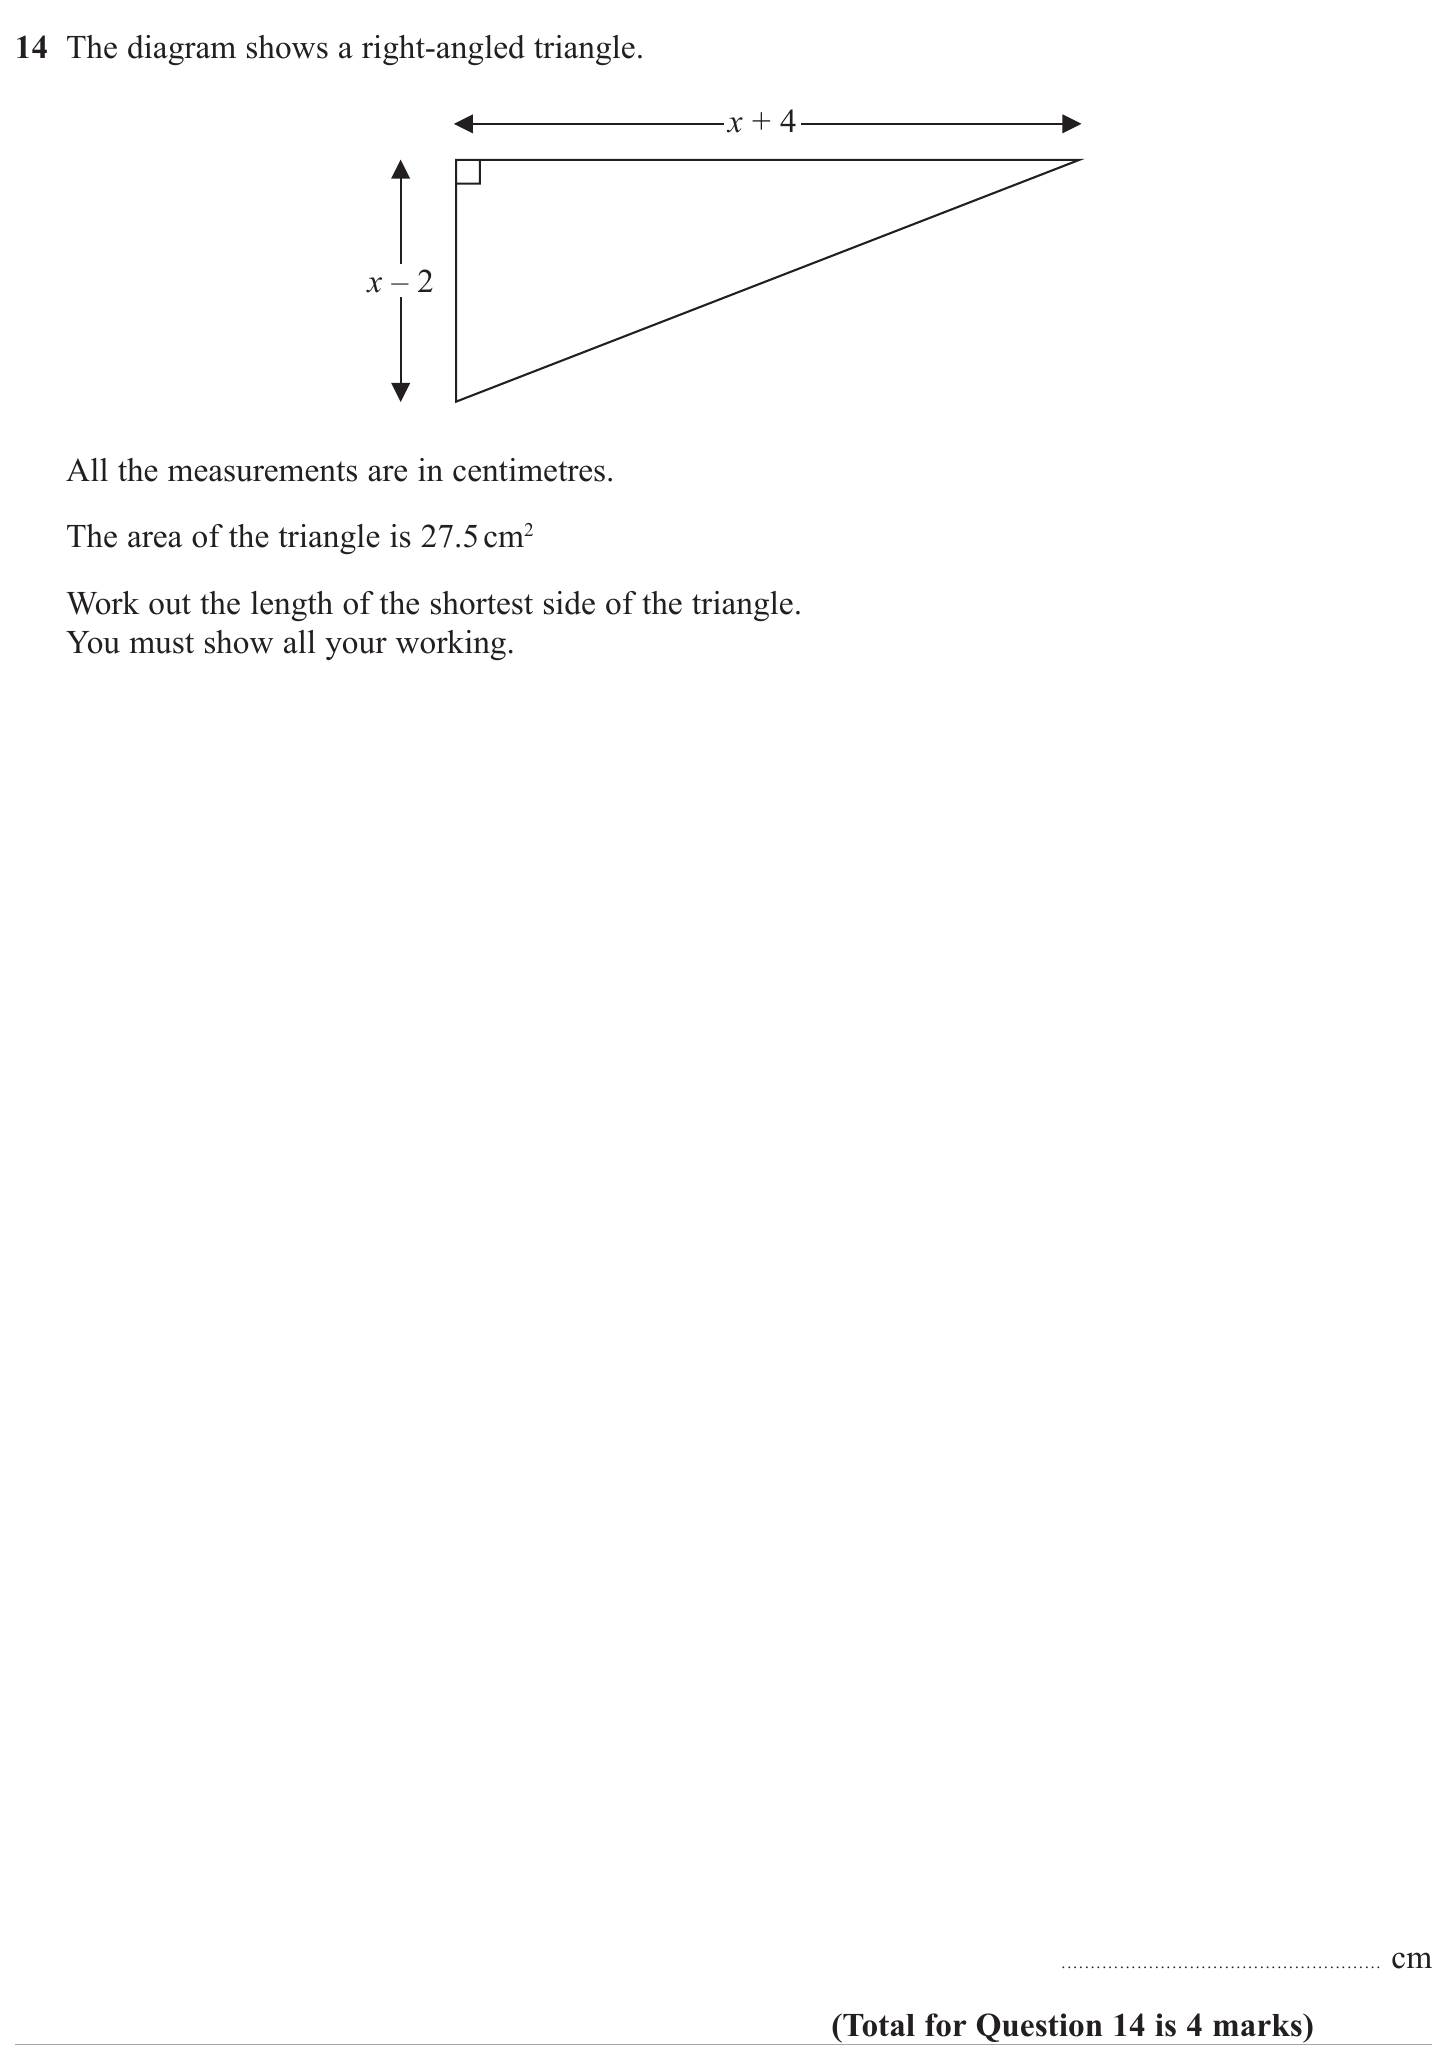 14 The diagram shows a right-angled triangle.
x + 4
x – 2
All the measurements are in centimetres.
The area of the triangle is 27.5 cm²
Work out the length of the shortest side of the triangle.
You must show all your working.
...................................................... cm
(Total for Question 14 is 4 marks)